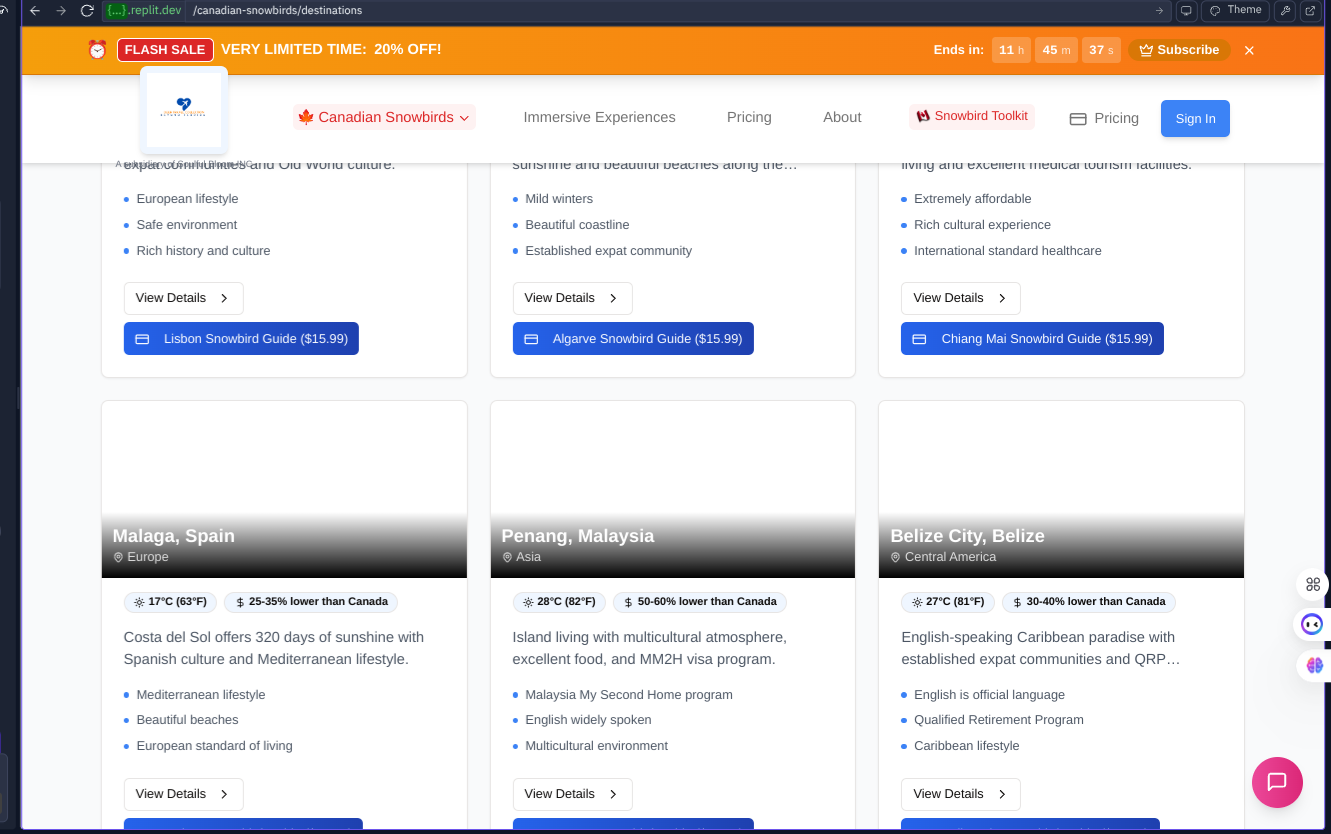 {...}.replit.dev /canadian-snowbirds/destinations
Theme
FLASH SALE VERY LIMITED TIME: 20% OFF!
Ends in: 11 h 45 m 37 s Subscribe
Canadian Snowbirds
Immersive Experiences
Pricing
About
Snowbird Toolkit
Pricing
Sign In
A subsidiary of Soulful Bloom INC
expat communities and Old World culture.
European lifestyle
Safe environment
Rich history and culture
View Details
Lisbon Snowbird Guide ($15.99)
sunshine and beautiful beaches along the…
Mild winters
Beautiful coastline
Established expat community
View Details
Algarve Snowbird Guide ($15.99)
living and excellent medical tourism facilities.
Extremely affordable
Rich cultural experience
International standard healthcare
View Details
Chiang Mai Snowbird Guide ($15.99)
Malaga, Spain
Europe
17°C (63°F) 25-35% lower than Canada
Costa del Sol offers 320 days of sunshine with
Spanish culture and Mediterranean lifestyle.
Mediterranean lifestyle
Beautiful beaches
European standard of living
View Details
Penang, Malaysia
Asia
28°C (82°F) 50-60% lower than Canada
Island living with multicultural atmosphere,
excellent food, and MM2H visa program.
Malaysia My Second Home program
English widely spoken
Multicultural environment
View Details
Belize City, Belize
Central America
27°C (81°F) 30-40% lower than Canada
English-speaking Caribbean paradise with
established expat communities and QRP…
English is official language
Qualified Retirement Program
Caribbean lifestyle
View Details